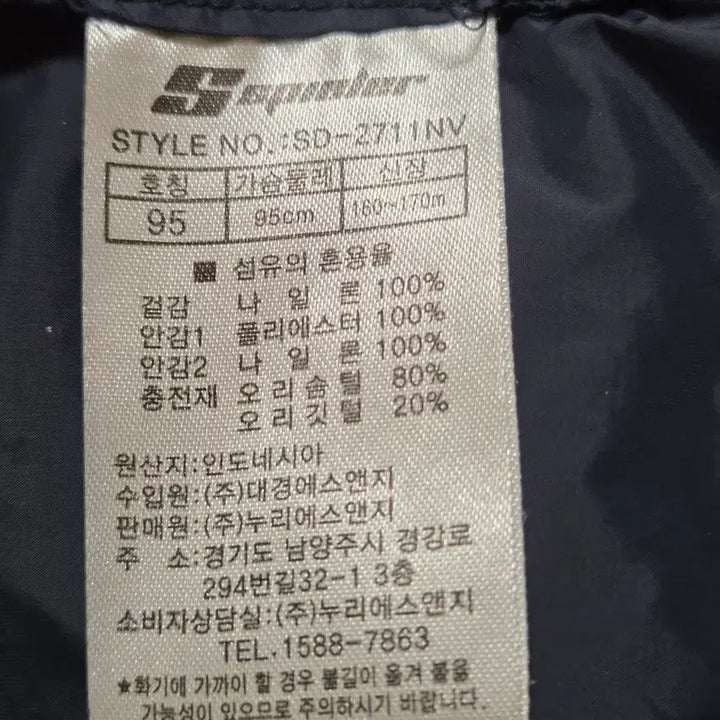 Spinler
STYLE NO.:SD-2711NV
호칭 가슴둘레 신장
95 95cm 160~170m
▩ 섬유의 혼용율
겉감 나 일 론 100%
안감1 폴리에스터 100%
안감2 나 일 론 100%
충전재 오 리 솜 털 80%
오 리 깃 털 20%
원산지:인도네시아
수입원:(주)대경에스앤지
판매원:(주)누리에스앤지
주 소:경기도 남양주시 경강로
294번길32-1 3층
소비자상담실:(주)누리에스앤지
TEL.1588-7863
★화기에 가까이 할 경우 불길이 옮겨 붙을
가능성이 있으므로 주의하시기 바랍니다.